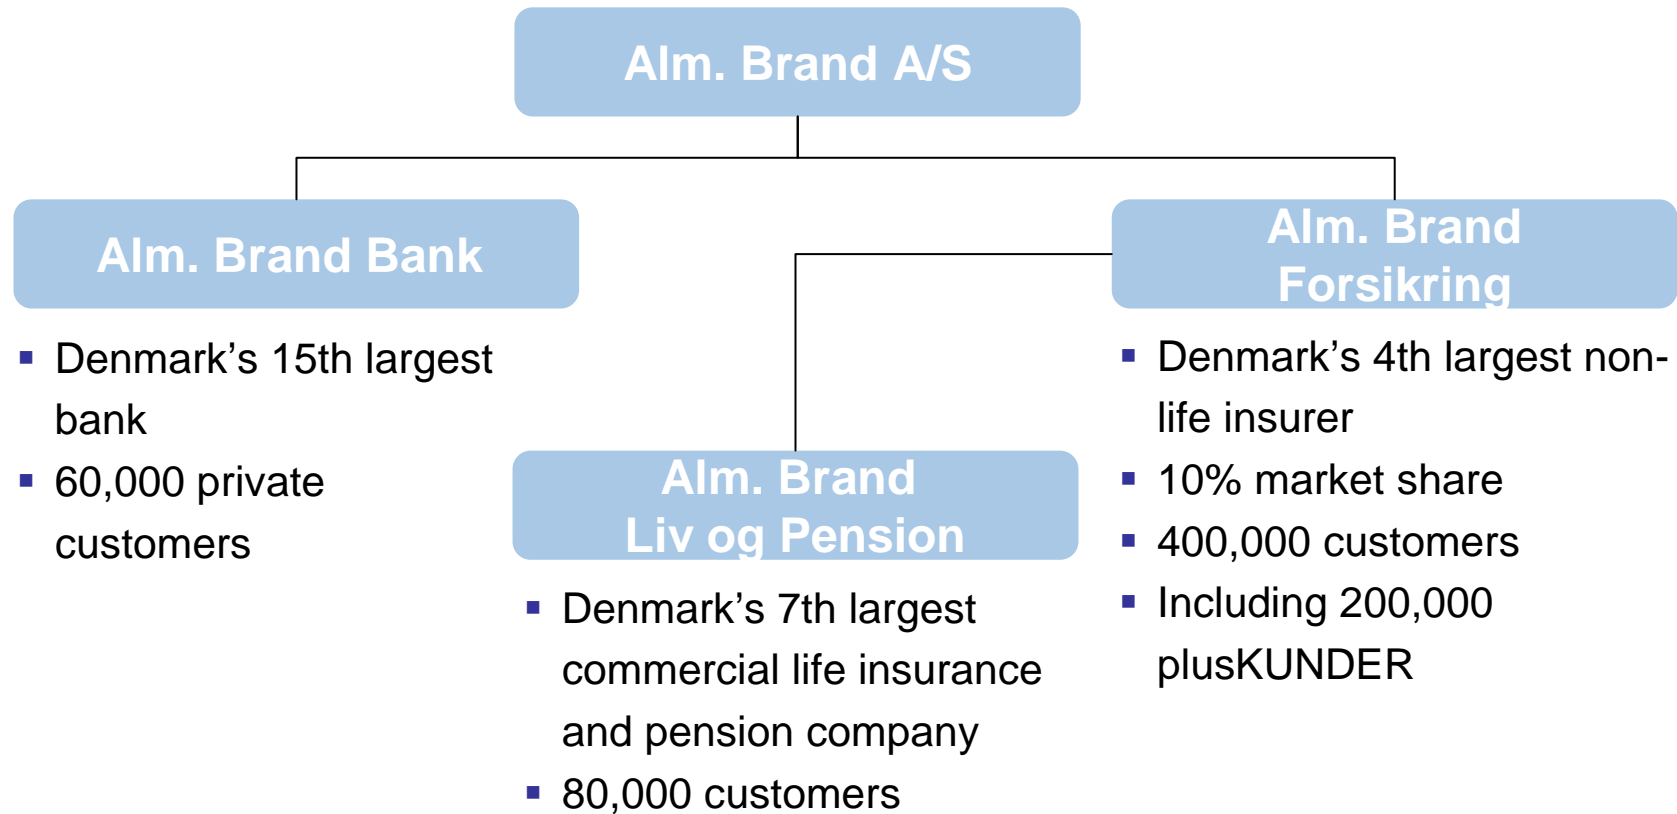 Alm. Brand A/S
Alm. Brand Bank
▪ Denmark’s 15th largest
bank
▪ 60,000 private
customers
Alm. Brand
Liv og Pension
▪ Denmark’s 7th largest
commercial life insurance
and pension company
▪ 80,000 customers
Alm. Brand
Forsikring
▪ Denmark’s 4th largest non-
life insurer
▪ 10% market share
▪ 400,000 customers
▪ Including 200,000
plusKUNDER